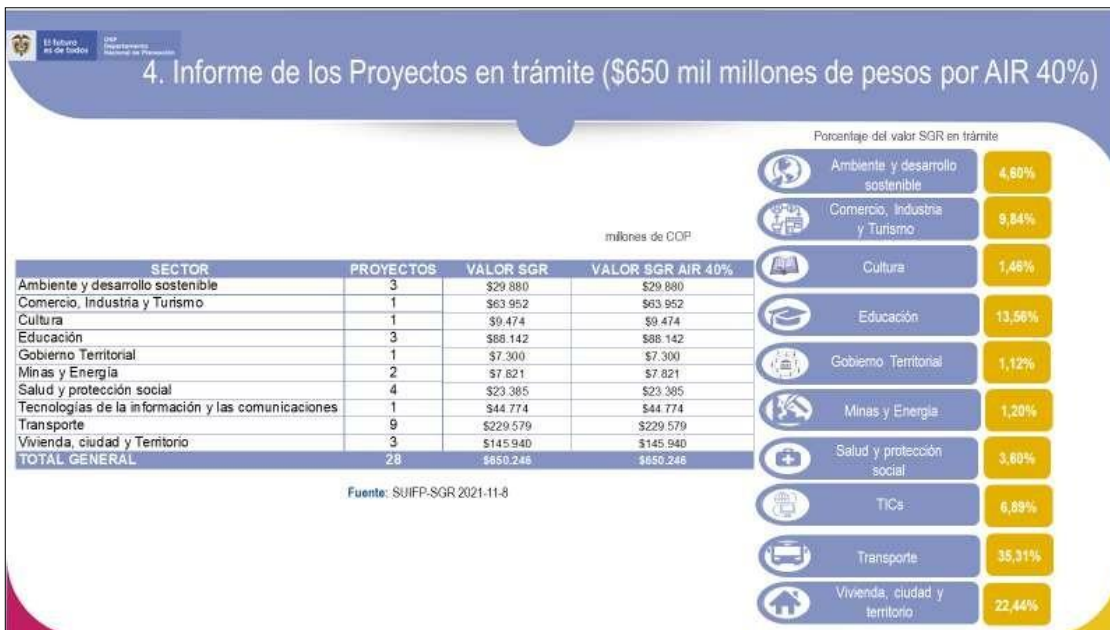 El futuro
es de todos
DNP
Departamento
Nacional de Planeación
4. Informe de los Proyectos en trámite ($650 mil millones de pesos por AIR 40%)
Porcentaje del valor SGR en trámite
millones de COP
SECTOR PROYECTOS VALOR SGR VALOR SGR AIR 40%
Ambiente y desarrollo sostenible 3 $29.880 $29.880
Comercio, Industria y Turismo 1 $63.952 $63.952
Cultura 1 $9.474 $9.474
Educación 3 $88.142 $88.142
Gobierno Territorial 1 $7.300 $7.300
Minas y Energía 2 $7.821 $7.821
Salud y protección social 4 $23.385 $23.385
Tecnologías de la información y las comunicaciones 1 $44.774 $44.774
Transporte 9 $229.579 $229.579
Vivienda, ciudad y Territorio 3 $145.940 $145.940
TOTAL GENERAL 28 $650.246 $650.246
Fuente: SUIFP-SGR 2021-11-8
Ambiente y desarrollo
sostenible
4,60%
Comercio, Industria
y Turismo
9,84%
Cultura 1,46%
Educación 13,56%
Gobierno Territorial 1,12%
Minas y Energía 1,20%
Salud y protección
social
3,60%
TICs 6,89%
Transporte 35,31%
Vivienda, ciudad y
territorio
22,44%